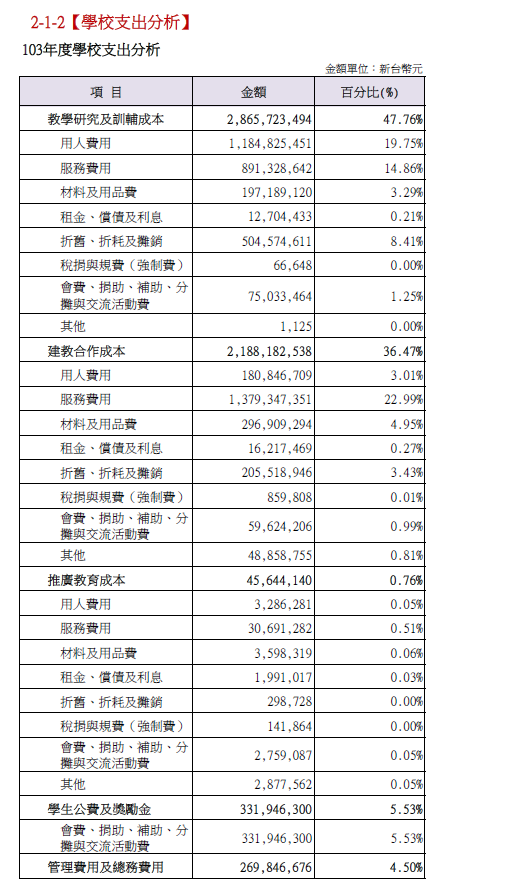 2-1-2【學校支出分析】
103年度學校支出分析
金額單位：新台幣元
項 目 金額 百分比(%)
教學研究及訓輔成本 2,865,723,494 47.76%
用人費用 1,184,825,451 19.75%
服務費用 891,328,642 14.86%
材料及用品費 197,189,120 3.29%
租金、償債及利息 12,704,433 0.21%
折舊、折耗及攤銷 504,574,611 8.41%
稅捐與規費（強制費） 66,648 0.00%
會費、捐助、補助、分
攤與交流活動費 75,033,464 1.25%
其他 1,125 0.00%
建教合作成本 2,188,182,538 36.47%
用人費用 180,846,709 3.01%
服務費用 1,379,347,351 22.99%
材料及用品費 296,909,294 4.95%
租金、償債及利息 16,217,469 0.27%
折舊、折耗及攤銷 205,518,946 3.43%
稅捐與規費（強制費） 859,808 0.01%
會費、捐助、補助、分
攤與交流活動費 59,624,206 0.99%
其他 48,858,755 0.81%
推廣教育成本 45,644,140 0.76%
用人費用 3,286,281 0.05%
服務費用 30,691,282 0.51%
材料及用品費 3,598,319 0.06%
租金、償債及利息 1,991,017 0.03%
折舊、折耗及攤銷 298,728 0.00%
稅捐與規費（強制費） 141,864 0.00%
會費、捐助、補助、分
攤與交流活動費 2,759,087 0.05%
其他 2,877,562 0.05%
學生公費及獎勵金 331,946,300 5.53%
會費、捐助、補助、分
攤與交流活動費 331,946,300 5.53%
管理費用及總務費用 269,846,676 4.50%